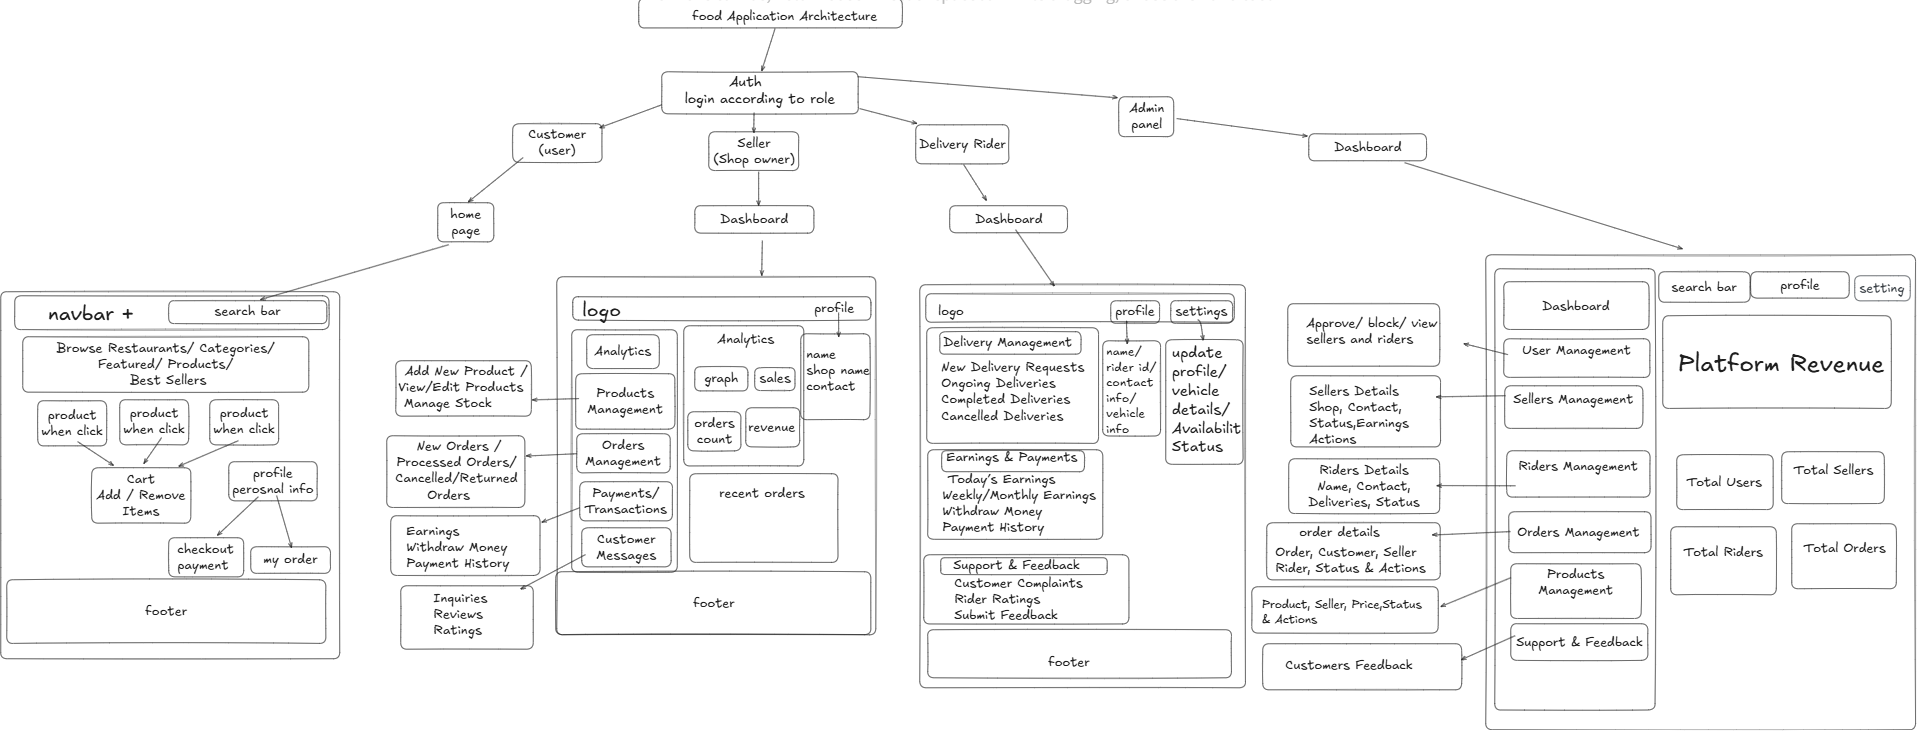 food Application Architecture
Auth
login according to role
Customer
(user)
Seller
(Shop owner)
Delivery Rider
Admin
panel
Dashboard
home
page
Dashboard
Dashboard
navbar +
search bar
Browse Restaurants/ Categories/
Featured/ Products/
Best Sellers
product
when click
product
when click
product
when click
Cart
Add / Remove
Items
profile
perosnal info
checkout
payment
my order
footer
Add New Product /
View/Edit Products
Manage Stock
New Orders /
Processed Orders/
Cancelled/Returned
Orders
Earnings
Withdraw Money
Payment History
Inquiries
Reviews
Ratings
logo
profile
Analytics
Products
Management
Orders
Management
Payments/
Transactions
Customer
Messages
Analytics
graph
sales
orders
count
revenue
name
shop name
contact
recent orders
footer
logo
profile
settings
Delivery Management
New Delivery Requests
Ongoing Deliveries
Completed Deliveries
Cancelled Deliveries
name/
rider id/
contact
info/
vehicle
info
update
profile/
vehicle
details/
Availabilit
Status
Earnings & Payments
Today's Earnings
Weekly/Monthly Earnings
Withdraw Money
Payment History
Support & Feedback
Customer Complaints
Rider Ratings
Submit Feedback
footer
Approve/ block/ view
sellers and riders
Sellers Details
Shop, Contact,
Status,Earnings
Actions
Riders Details
Name, Contact,
Deliveries, Status
order details
Order, Customer, Seller
Rider, Status & Actions
Product, Seller, Price,Status
& Actions
Customers Feedback
Dashboard
User Management
Sellers Management
Riders Management
Orders Management
Products
Management
Support & Feedback
search bar
profile
setting
Platform Revenue
Total Users
Total Sellers
Total Riders
Total Orders